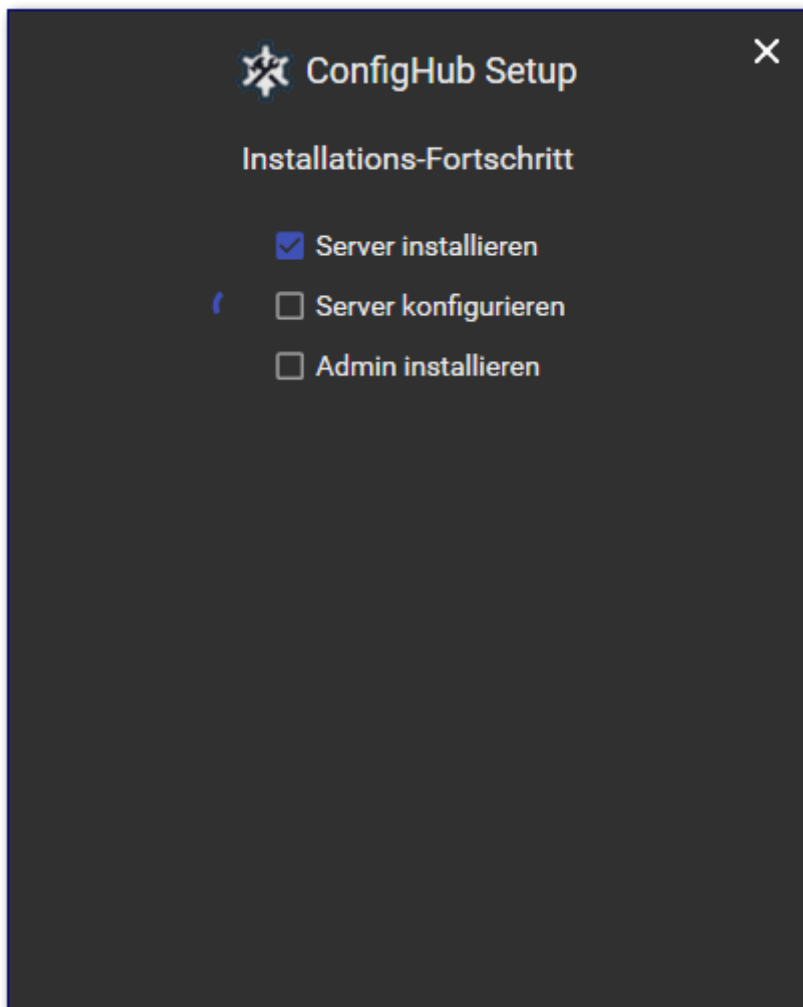 ConfigHub Setup
Installations-Fortschritt
Server installieren
Server konfigurieren
Admin installieren